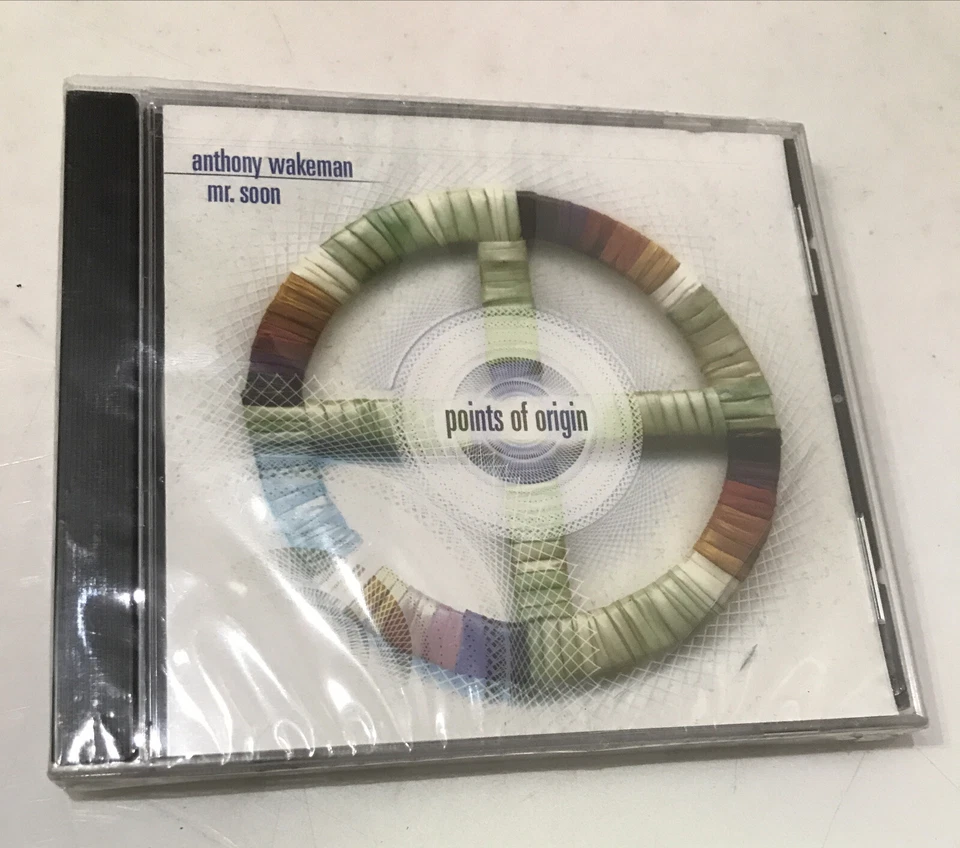 anthony wakeman
mr. soon
points of origin